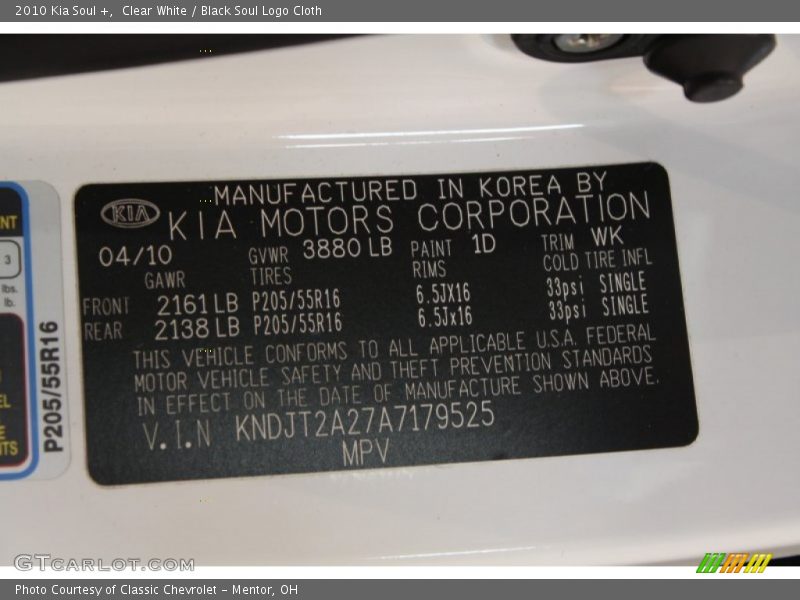 2010 Kia Soul +,  Clear White / Black Soul Logo Cloth
KIA
MANUFACTURED IN KOREA BY
KIA MOTORS CORPORATION
04/10 GVWR 3880 LB PAINT 1D TRIM WK
GAWR TIRES RIMS COLD TIRE INFL
FRONT 2161 LB P205/55R16 6.5JX16 33psi SINGLE
REAR 2138 LB P205/55R16 6.5Jx16 33psi SINGLE
THIS VEHICLE CONFORMS TO ALL APPLICABLE U.S.A. FEDERAL
MOTOR VEHICLE SAFETY AND THEFT PREVENTION STANDARDS
IN EFFECT ON THE DATE OF MANUFACTURE SHOWN ABOVE.
V.I.N KNDJT2A27A7179525
MPV
3
lbs.
lb.
P205/55R16
GTCARLOT.COM
Photo Courtesy of Classic Chevrolet - Mentor, OH